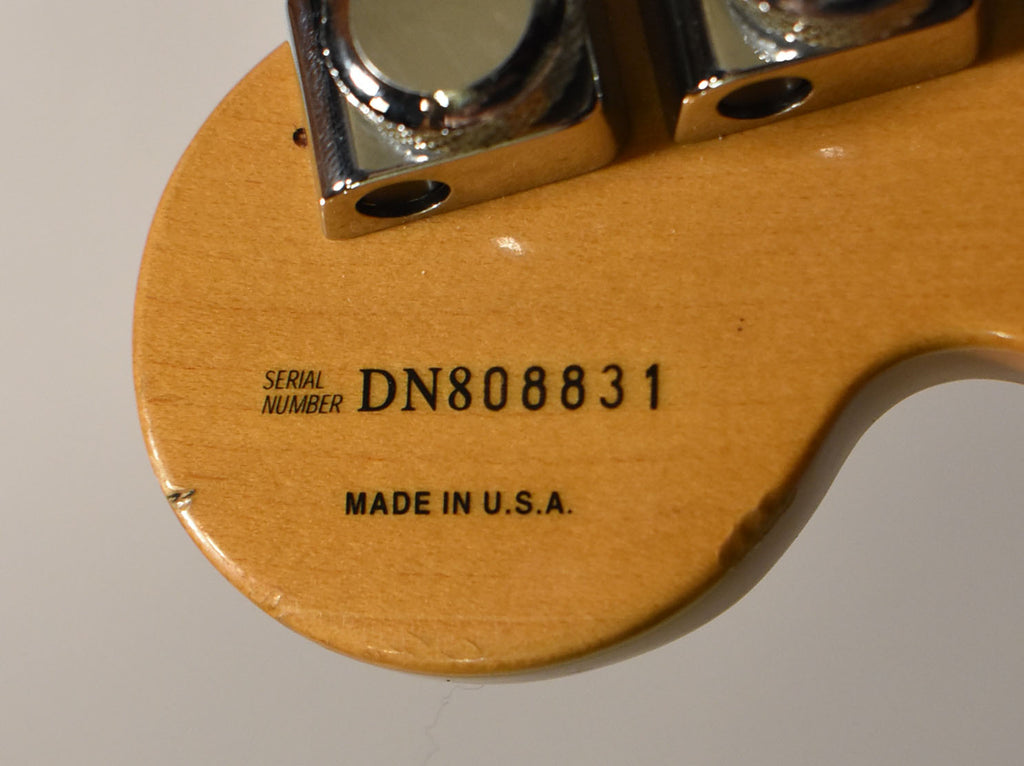 SERIAL NUMBER DN808831
MADE IN U.S.A.